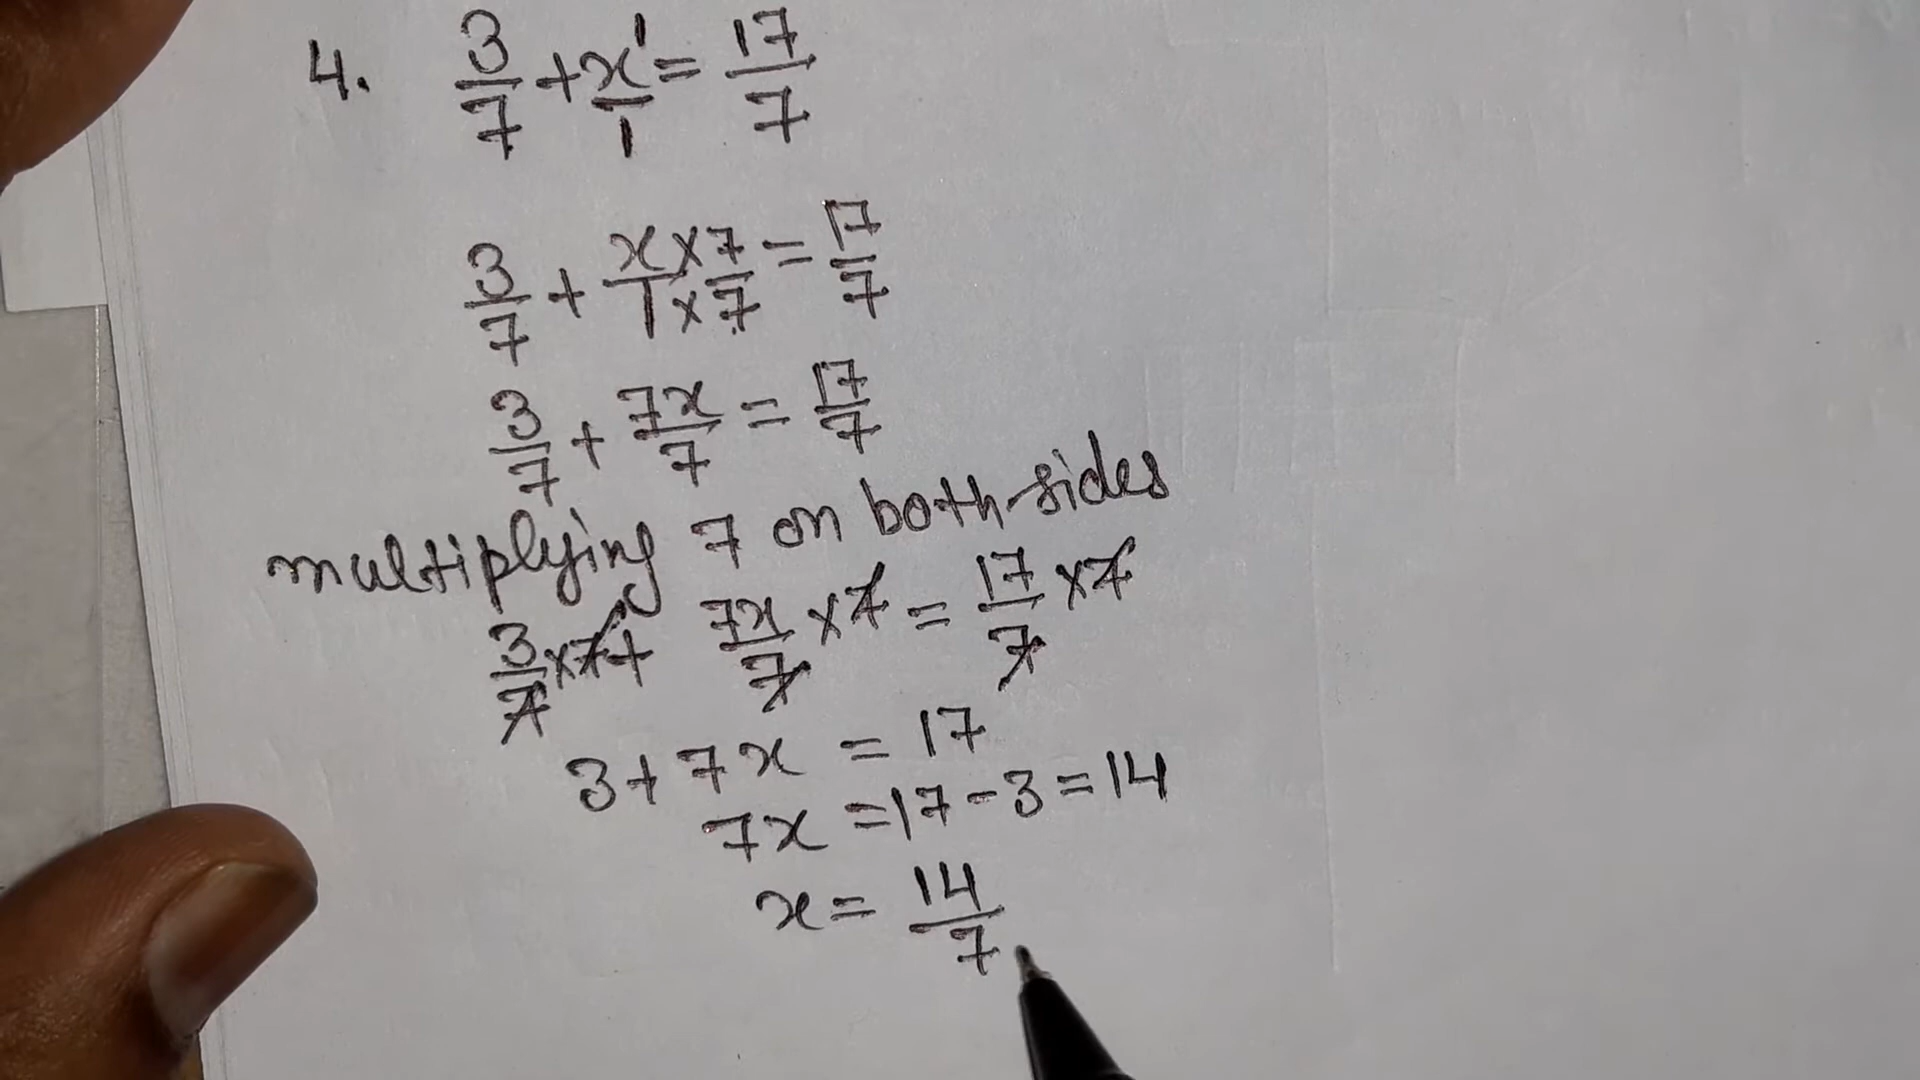 4. 3/7 + x/1 = 17/7
3/7 + x×7/1×7 = 17/7
3/7 + 7x/7 = 17/7
multiplying 7 on both sides
3/7 ×7 + 7x/7 ×7 = 17/7 ×7
3 + 7x = 17
7x = 17 - 3 = 14
x = 14/7